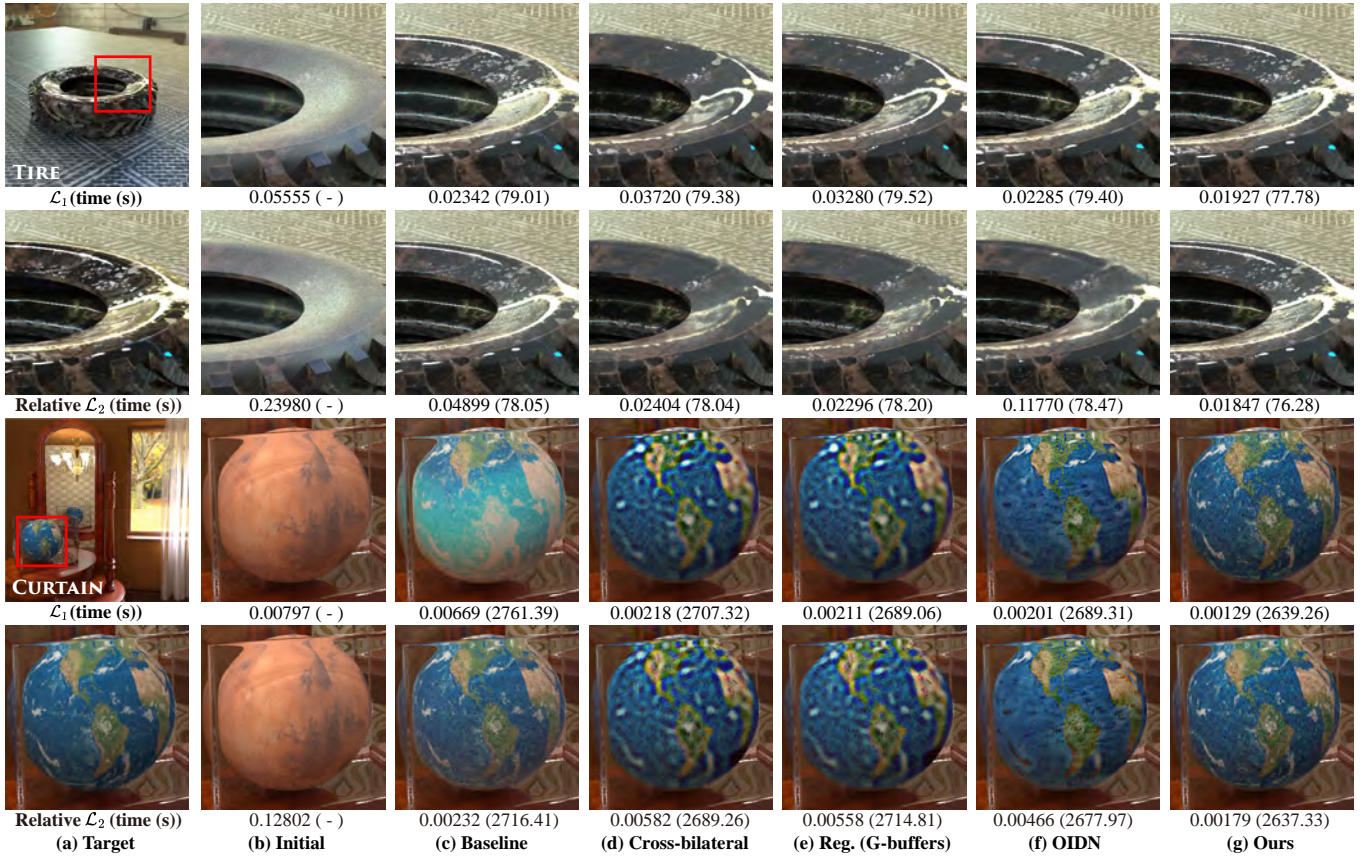 TIRE
ℒ₁ (time (s)) 0.05555 ( - ) 0.02342 (79.01) 0.03720 (79.38) 0.03280 (79.52) 0.02285 (79.40) 0.01927 (77.78)
Relative ℒ₂ (time (s)) 0.23980 ( - ) 0.04899 (78.05) 0.02404 (78.04) 0.02296 (78.20) 0.11770 (78.47) 0.01847 (76.28)
CURTAIN
ℒ₁ (time (s)) 0.00797 ( - ) 0.00669 (2761.39) 0.00218 (2707.32) 0.00211 (2689.06) 0.00201 (2689.31) 0.00129 (2639.26)
Relative ℒ₂ (time (s)) 0.12802 ( - ) 0.00232 (2716.41) 0.00582 (2689.26) 0.00558 (2714.81) 0.00466 (2677.97) 0.00179 (2637.33)
(a) Target (b) Initial (c) Baseline (d) Cross-bilateral (e) Reg. (G-buffers) (f) OIDN (g) Ours